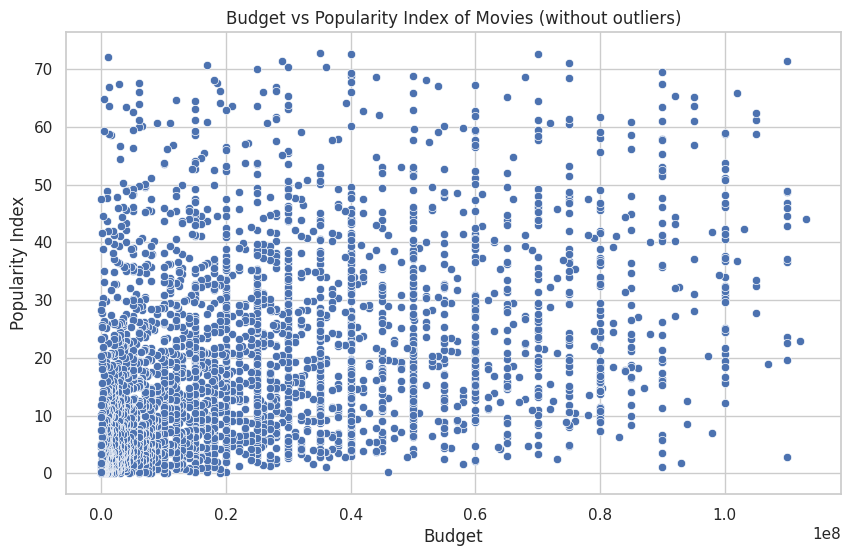 Budget vs Popularity Index of Movies (without outliers)
70
60
50
40
30
20
10
0
Popularity Index
0.0 0.2 0.4 0.6 0.8 1.0
1e8
Budget